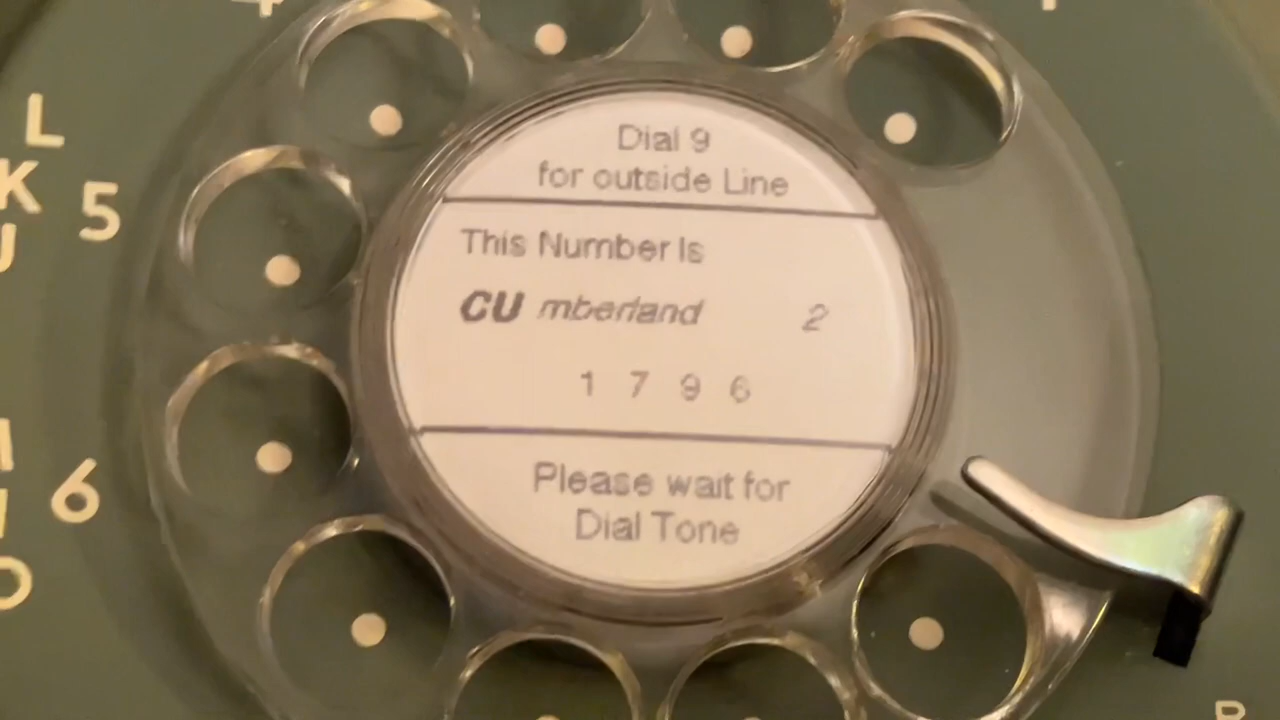 Dial 9
for outside Line
This Number Is
CU mberland 2
1 7 9 6
Please wait for
Dial Tone
L
K
J
5
6
O